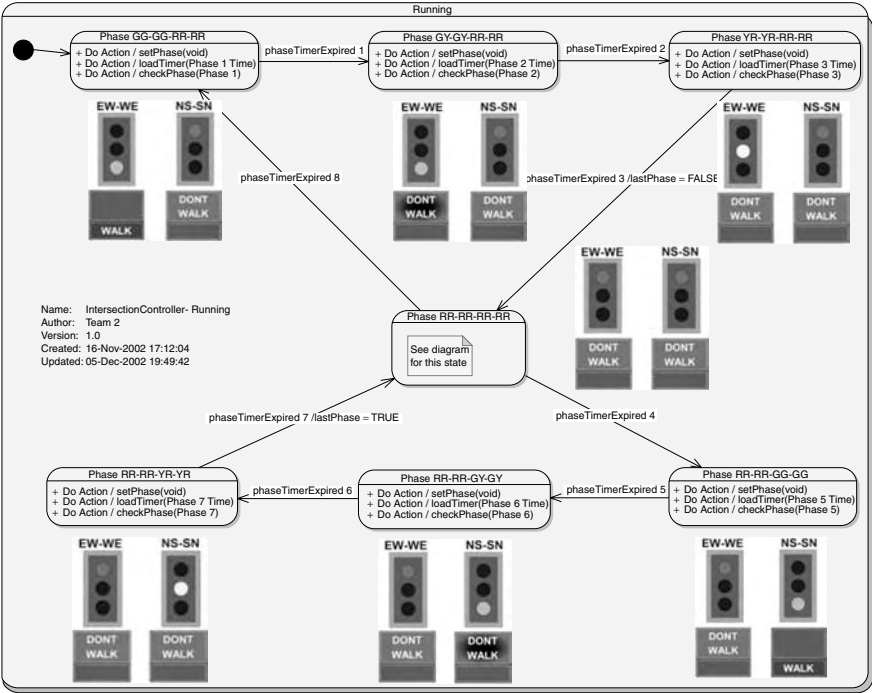 Running
Phase GG-GG-RR-RR
+ Do Action / setPhase(void)
+ Do Action / loadTimer(Phase 1 Time)
+ Do Action / checkPhase(Phase 1)
phaseTimerExpired 1
Phase GY-GY-RR-RR
+ Do Action / setPhase(void)
+ Do Action / loadTimer(Phase 2 Time)
+ Do Action / checkPhase(Phase 2)
phaseTimerExpired 2
Phase YR-YR-RR-RR
+ Do Action / setPhase(void)
+ Do Action / loadTimer(Phase 3 Time)
+ Do Action / checkPhase(Phase 3)
EW-WE
NS-SN
WALK
DONT
WALK
EW-WE
NS-SN
DONT
WALK
DONT
WALK
EW-WE
NS-SN
DONT
WALK
DONT
WALK
phaseTimerExpired 8
phaseTimerExpired 3 /lastPhase = FALSE
EW-WE
NS-SN
DONT
WALK
DONT
WALK
Name: IntersectionController- Running
Author: Team 2
Version: 1.0
Created: 16-Nov-2002 17:12:04
Updated: 05-Dec-2002 19:49:42
Phase RR-RR-RR-RR
See diagram
for this state
phaseTimerExpired 7 /lastPhase = TRUE
phaseTimerExpired 4
Phase RR-RR-YR-YR
+ Do Action / setPhase(void)
+ Do Action / loadTimer(Phase 7 Time)
+ Do Action / checkPhase(Phase 7)
phaseTimerExpired 6
Phase RR-RR-GY-GY
+ Do Action / setPhase(void)
+ Do Action / loadTimer(Phase 6 Time)
+ Do Action / checkPhase(Phase 6)
phaseTimerExpired 5
Phase RR-RR-GG-GG
+ Do Action / setPhase(void)
+ Do Action / loadTimer(Phase 5 Time)
+ Do Action / checkPhase(Phase 5)
EW-WE
NS-SN
DONT
WALK
DONT
WALK
EW-WE
NS-SN
DONT
WALK
DONT
WALK
EW-WE
NS-SN
DONT
WALK
WALK